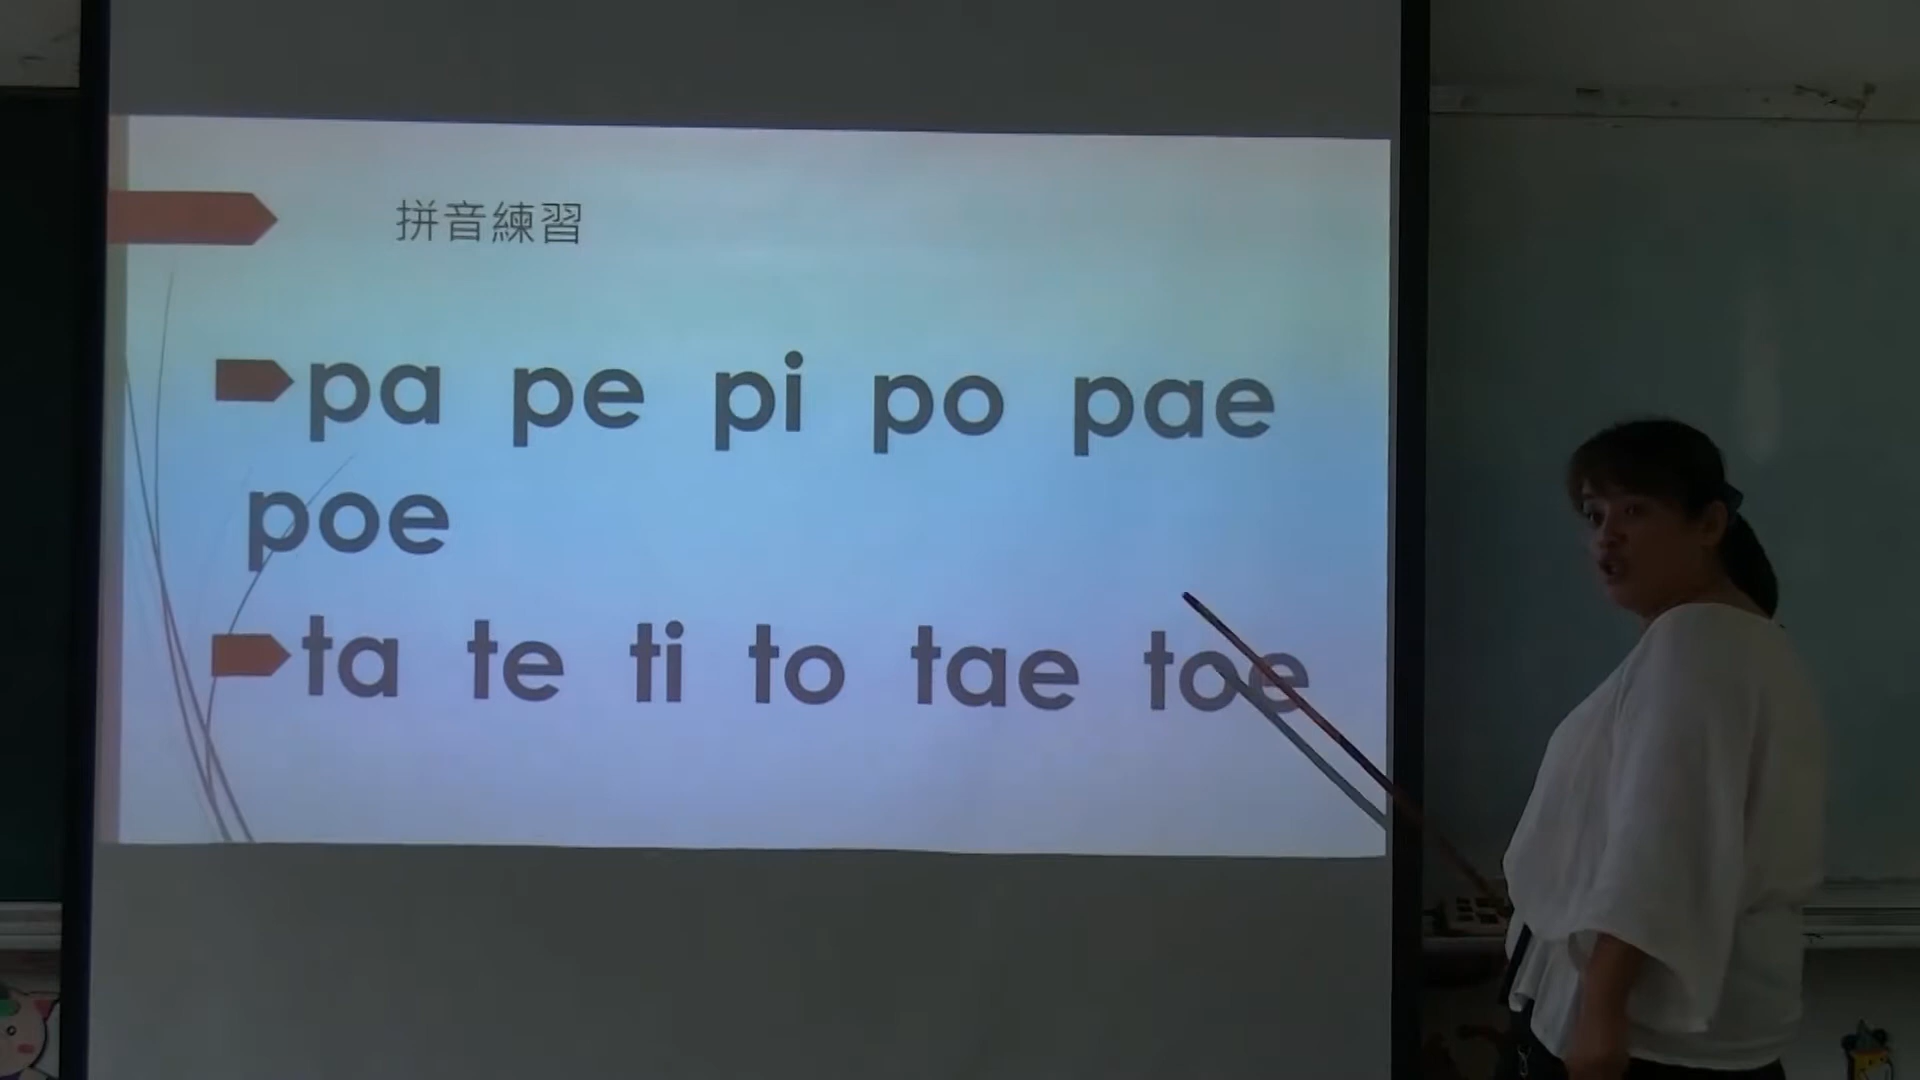 拼音練習
pa pe pi po pae
poe
ta te ti to tae toe